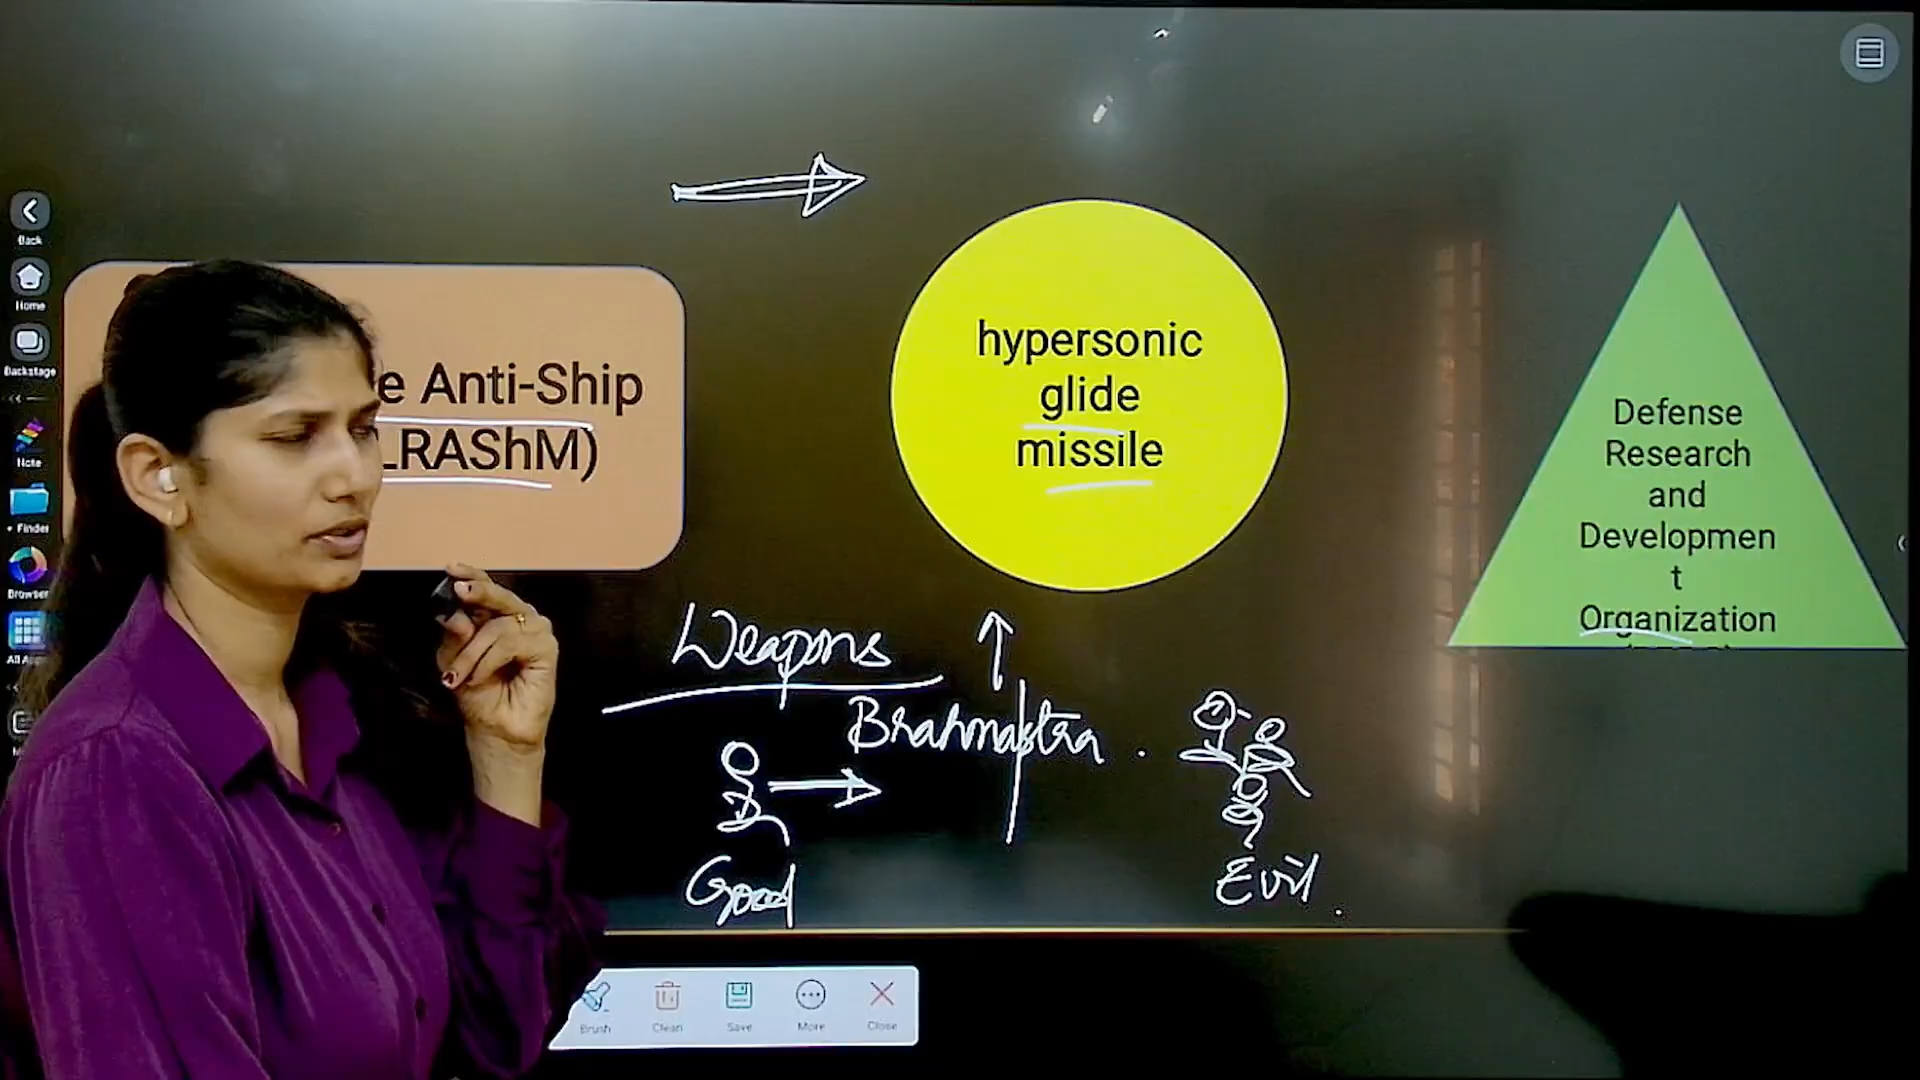 Back
Home
Backstage
Note
Finder
Browser
e Anti-Ship
LRAShM)
hypersonic
glide
missile
Defense
Research
and
Developmen
t
Organization
Weapons
Brahmastra .
Good
Evil .
Brush
Clean
Save
More
Close